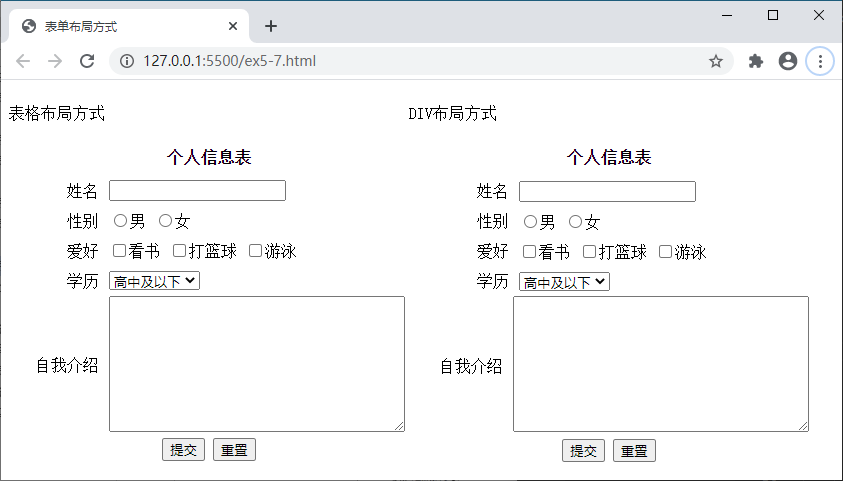 表单布局方式
127.0.0.1:5500/ex5-7.html
表格布局方式
个人信息表
姓名
性别 男 女
爱好 看书 打篮球 游泳
学历 高中及以下
自我介绍
提交 重置
DIV布局方式
个人信息表
姓名
性别 男 女
爱好 看书 打篮球 游泳
学历 高中及以下
自我介绍
提交 重置